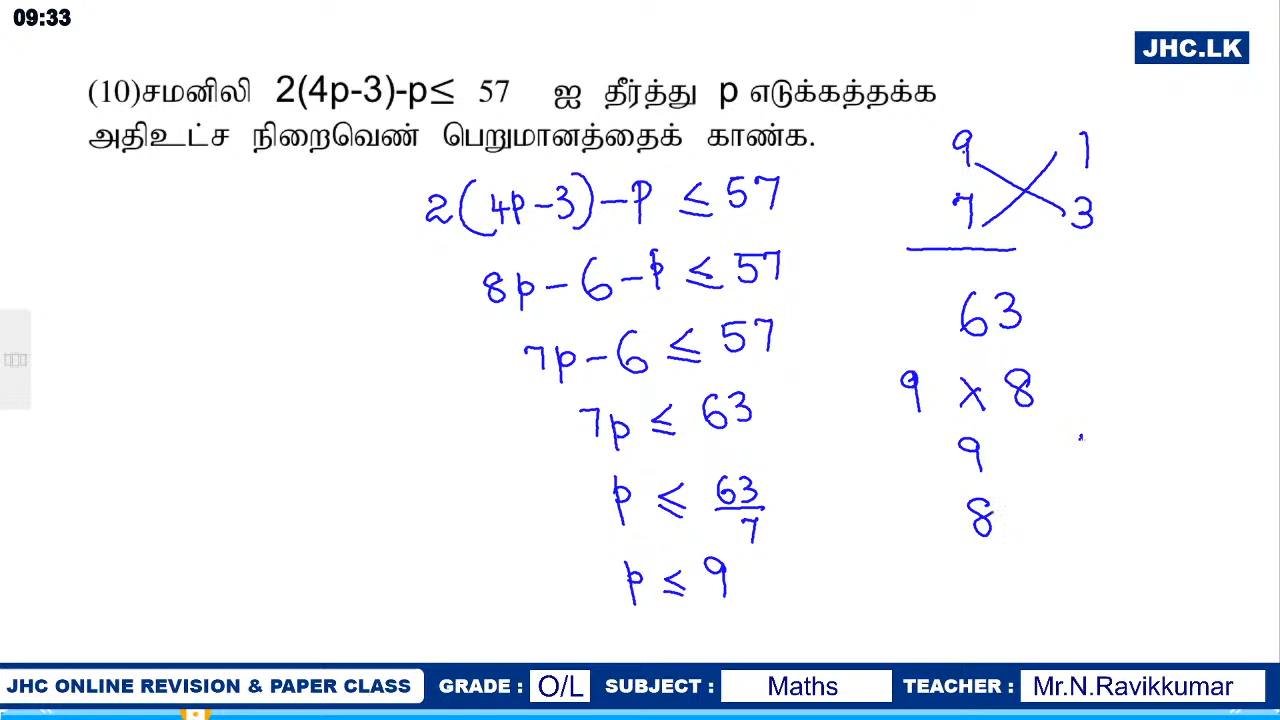 09:33
JHC.LK
(10)சமனிலி 2(4p-3)-p≤ 57 ஐ தீர்த்து p எடுக்கத்தக்க
அதிஉட்ச நிறைவெண் பெறுமானத்தைக் காண்க.
2(4p-3)-p ≤ 57
8p-6-p ≤ 57
7p-6 ≤ 57
7p ≤ 63
p ≤ 63/7
p ≤ 9
9 1
7 3
63
9 x 8
9
8
JHC ONLINE REVISION & PAPER CLASS GRADE : O/L SUBJECT : Maths TEACHER : Mr.N.Ravikkumar